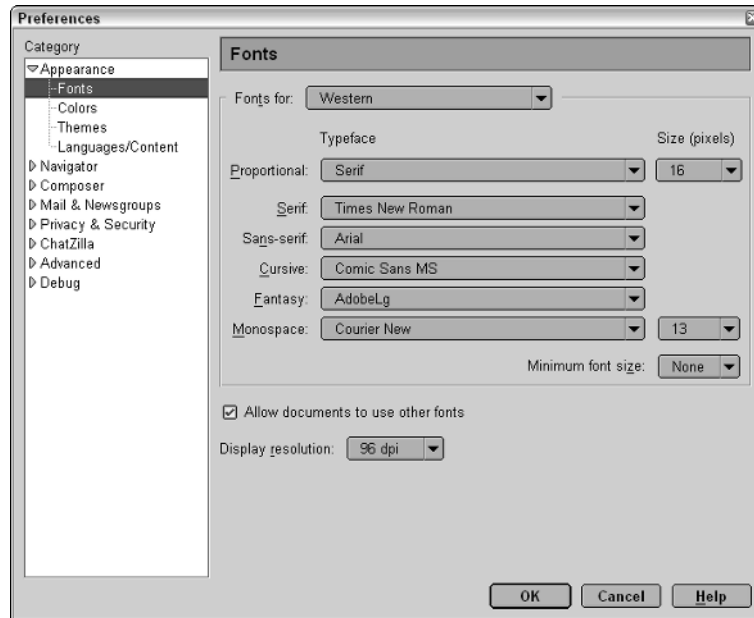 Preferences
Category
Appearance
Fonts
Colors
Themes
Languages/Content
Navigator
Composer
Mail & Newsgroups
Privacy & Security
ChatZilla
Advanced
Debug
Fonts
Fonts for: Western
Typeface Size (pixels)
Proportional: Serif 16
Serif: Times New Roman
Sans-serif: Arial
Cursive: Comic Sans MS
Fantasy: AdobeLg
Monospace: Courier New 13
Minimum font size: None
Allow documents to use other fonts
Display resolution: 96 dpi
OK Cancel Help